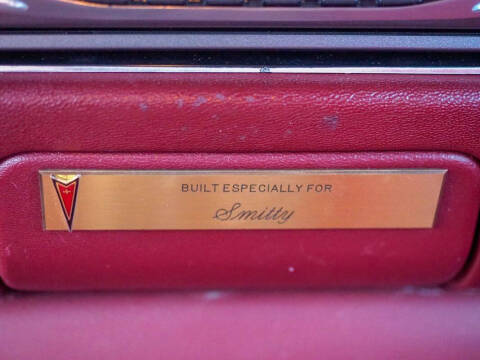 BUILT ESPECIALLY FOR
Smitty